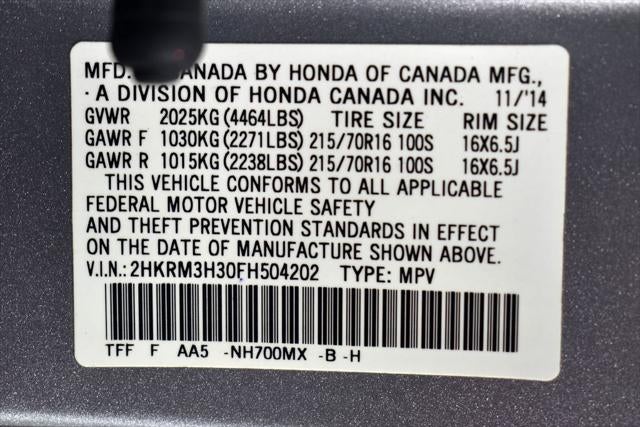 MFD. CANADA BY HONDA OF CANADA MFG.,
· A DIVISION OF HONDA CANADA INC. 11/'14
GVWR 2025KG (4464LBS) TIRE SIZE RIM SIZE
GAWR F 1030KG (2271LBS) 215/70R16 100S 16X6.5J
GAWR R 1015KG (2238LBS) 215/70R16 100S 16X6.5J
THIS VEHICLE CONFORMS TO ALL APPLICABLE
FEDERAL MOTOR VEHICLE SAFETY
AND THEFT PREVENTION STANDARDS IN EFFECT
ON THE DATE OF MANUFACTURE SHOWN ABOVE.
V.I.N.: 2HKRM3H30FH504202 TYPE: MPV
TFF F AA5 -NH700MX -B -H